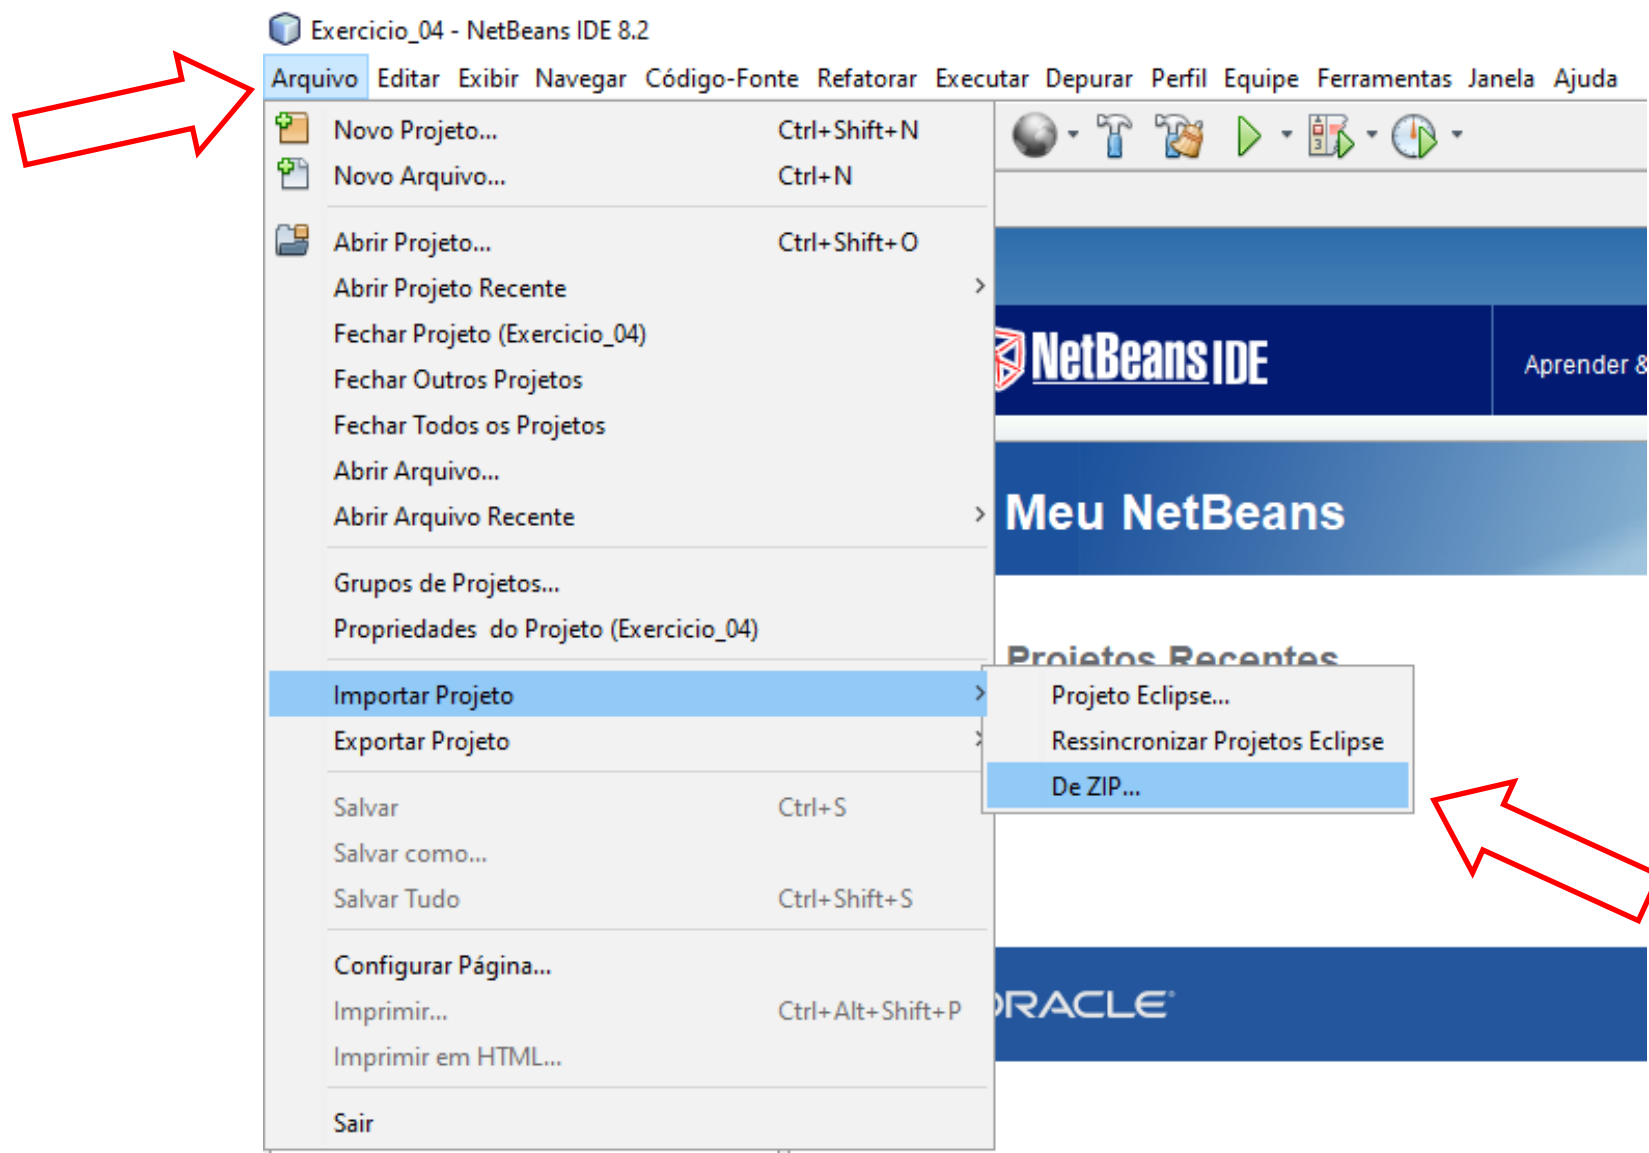 Exercicio_04 - NetBeans IDE 8.2
Arquivo Editar Exibir Navegar Código-Fonte Refatorar Executar Depurar Perfil Equipe Ferramentas Janela Ajuda
Novo Projeto... Ctrl+Shift+N
Novo Arquivo... Ctrl+N
Abrir Projeto... Ctrl+Shift+O
Abrir Projeto Recente
Fechar Projeto (Exercicio_04)
NetBeans IDE
Aprender &
Fechar Outros Projetos
Fechar Todos os Projetos
Abrir Arquivo...
Abrir Arquivo Recente
Meu NetBeans
Grupos de Projetos...
Propriedades do Projeto (Exercicio_04)
Projetos Recentes
Importar Projeto
Projeto Eclipse...
Exportar Projeto
Ressincronizar Projetos Eclipse
De ZIP...
Salvar Ctrl+S
Salvar como...
Salvar Tudo Ctrl+Shift+S
Configurar Página...
Imprimir... Ctrl+Alt+Shift+P
ORACLE
Imprimir em HTML...
Sair